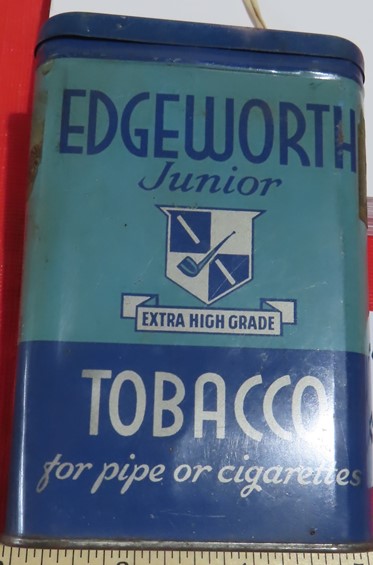 EDGEWORTH
Junior
EXTRA HIGH GRADE
TOBACCO
for pipe or cigarettes